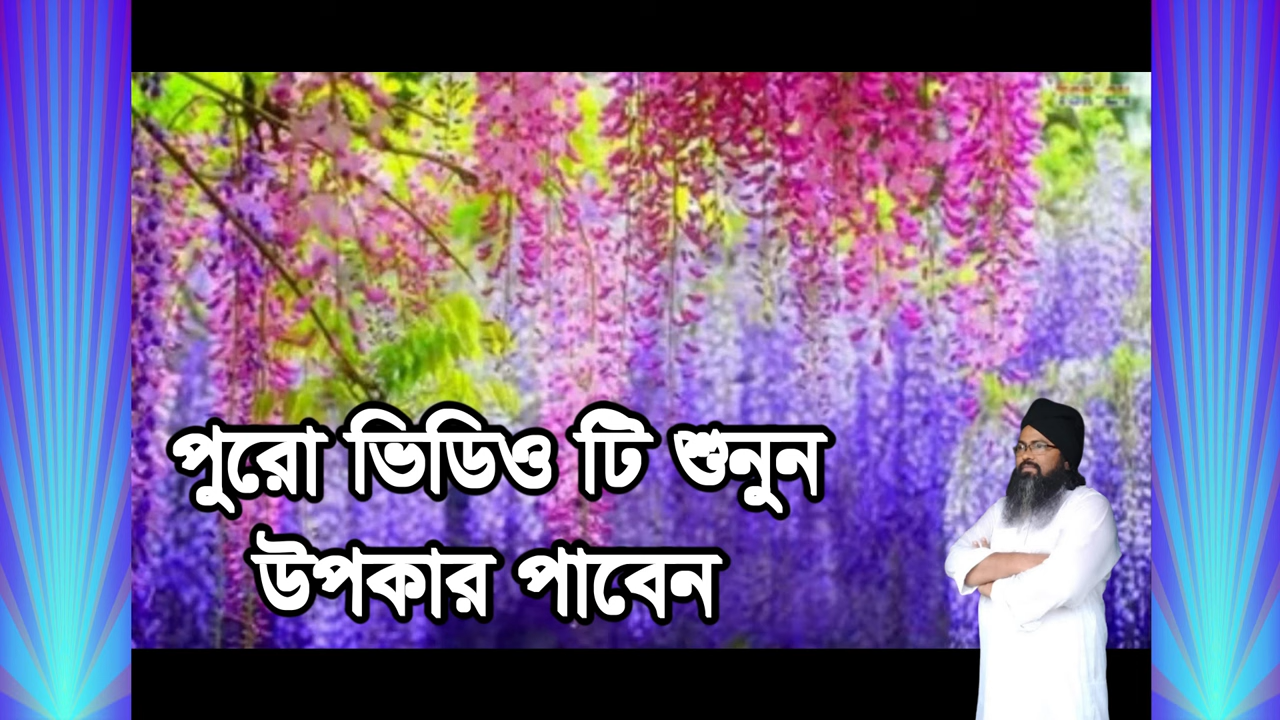 পুরো ভিডিও টি শুনুন
উপকার পাবেন